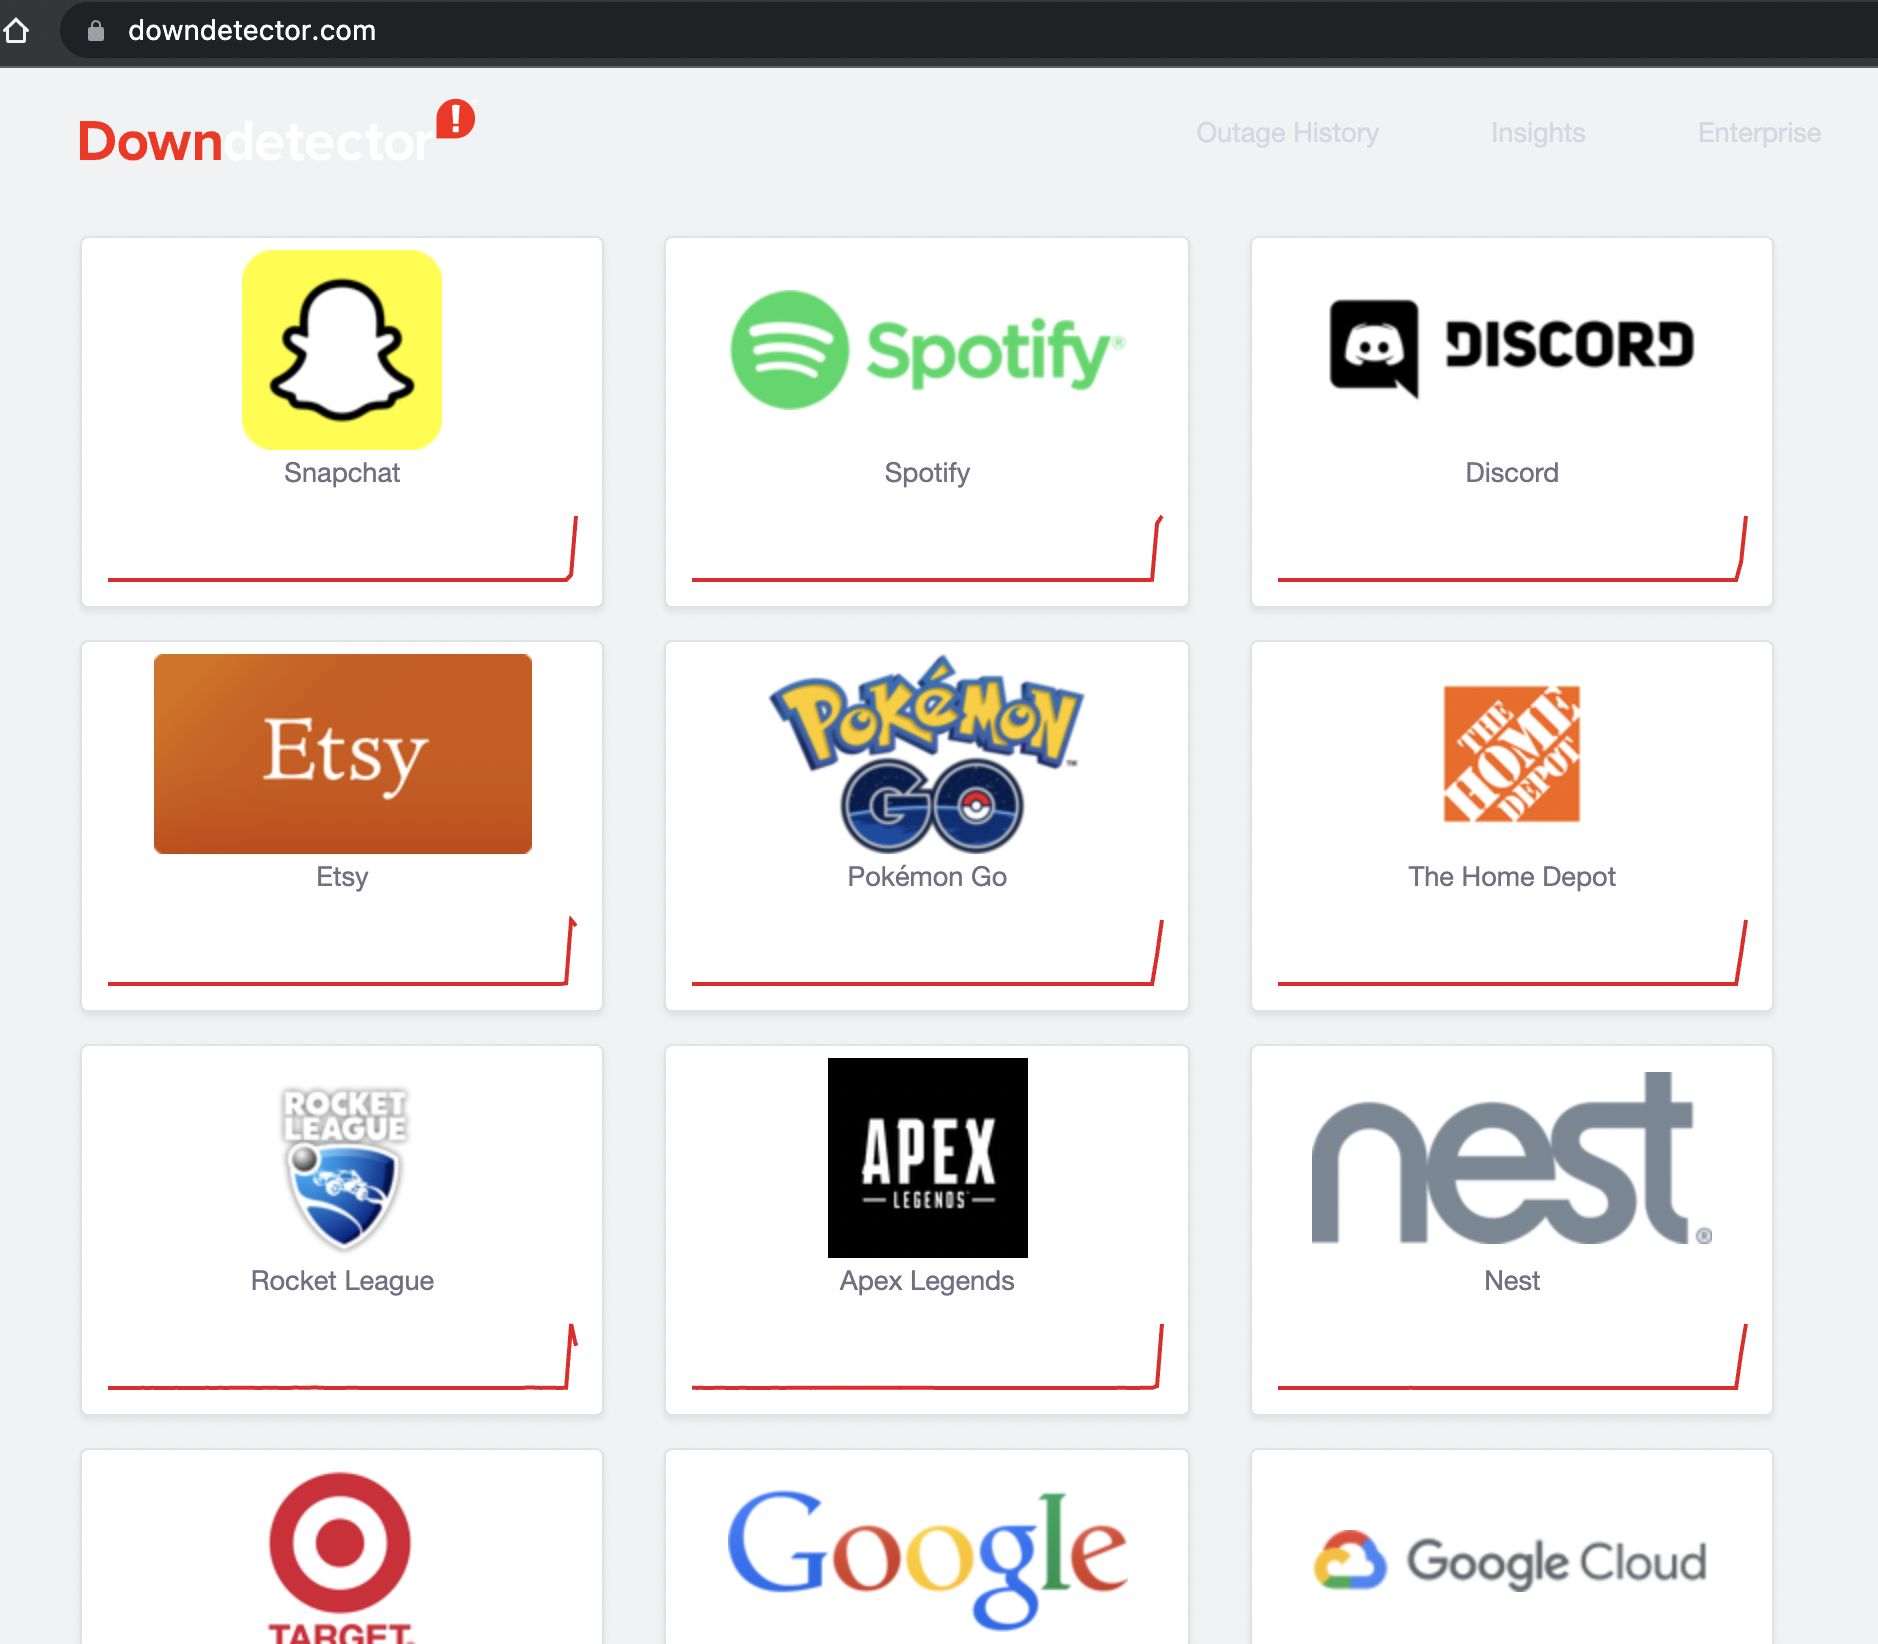 downdetector.com
Downdetector!
Outage History Insights Enterprise
Spotify® DISCORD
Snapchat Spotify Discord
Etsy POKéMON GO™ THE HOME DEPOT
Etsy Pokémon Go The Home Depot
ROCKET LEAGUE APEX LEGENDS nest®
Rocket League Apex Legends Nest
TARGET. Google Google Cloud